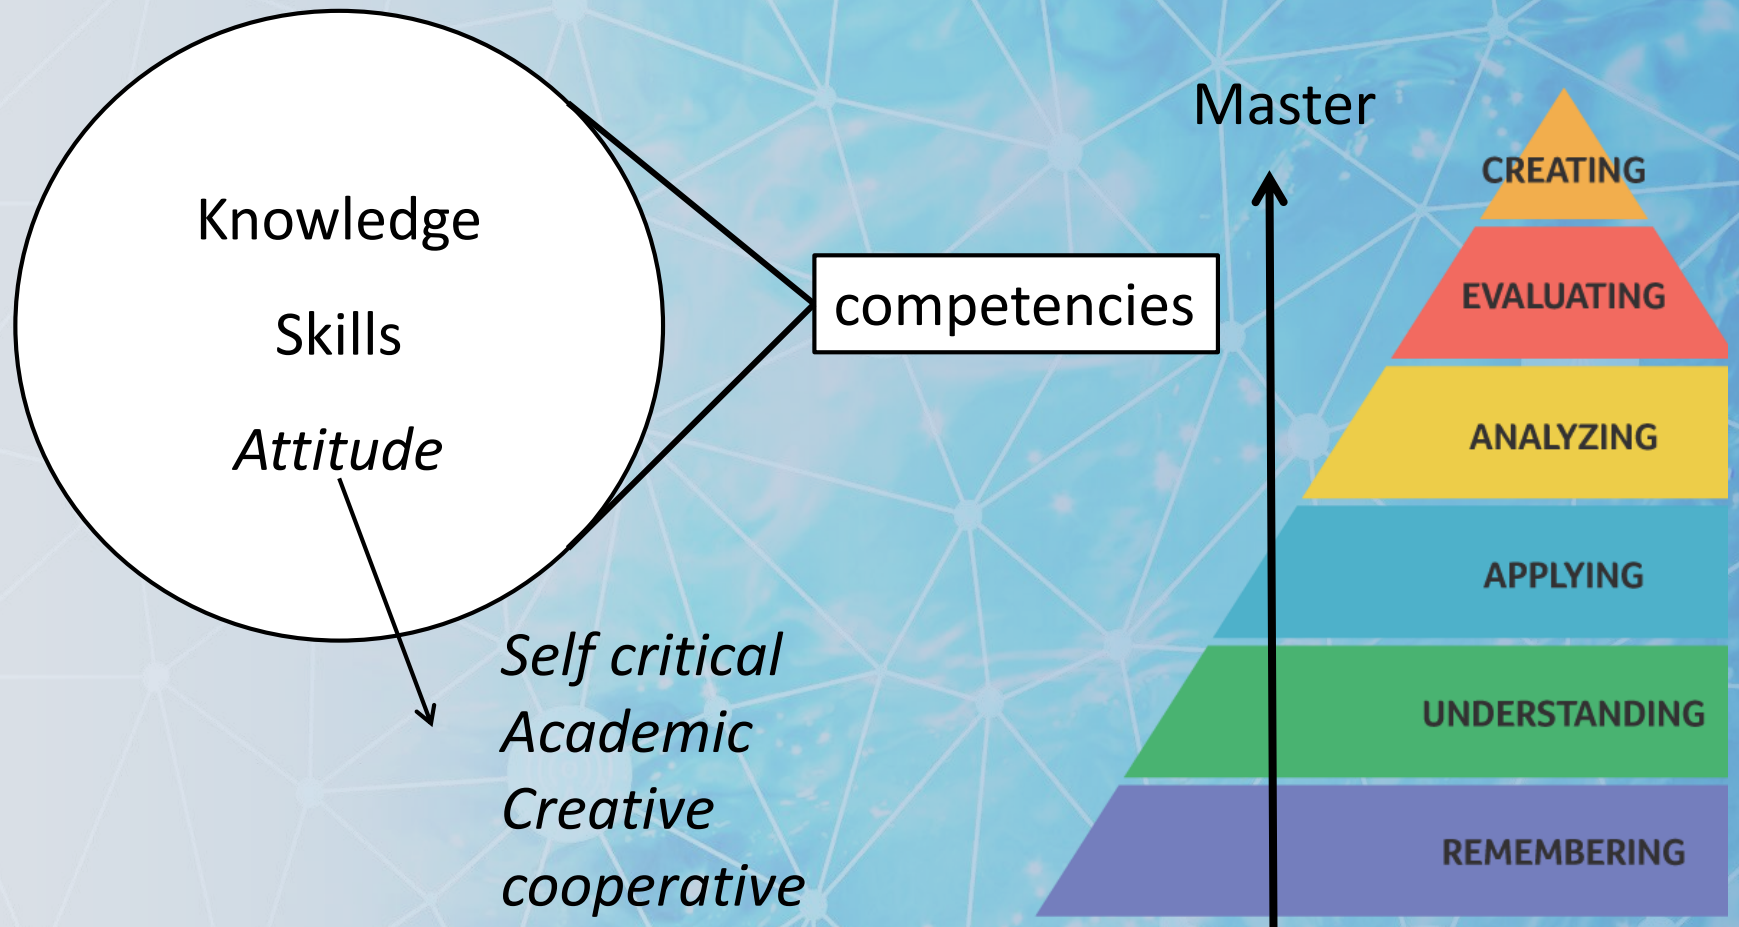 Knowledge
Skills
Attitude
competencies
Self critical
Academic
Creative
cooperative
Master
CREATING
EVALUATING
ANALYZING
APPLYING
UNDERSTANDING
REMEMBERING